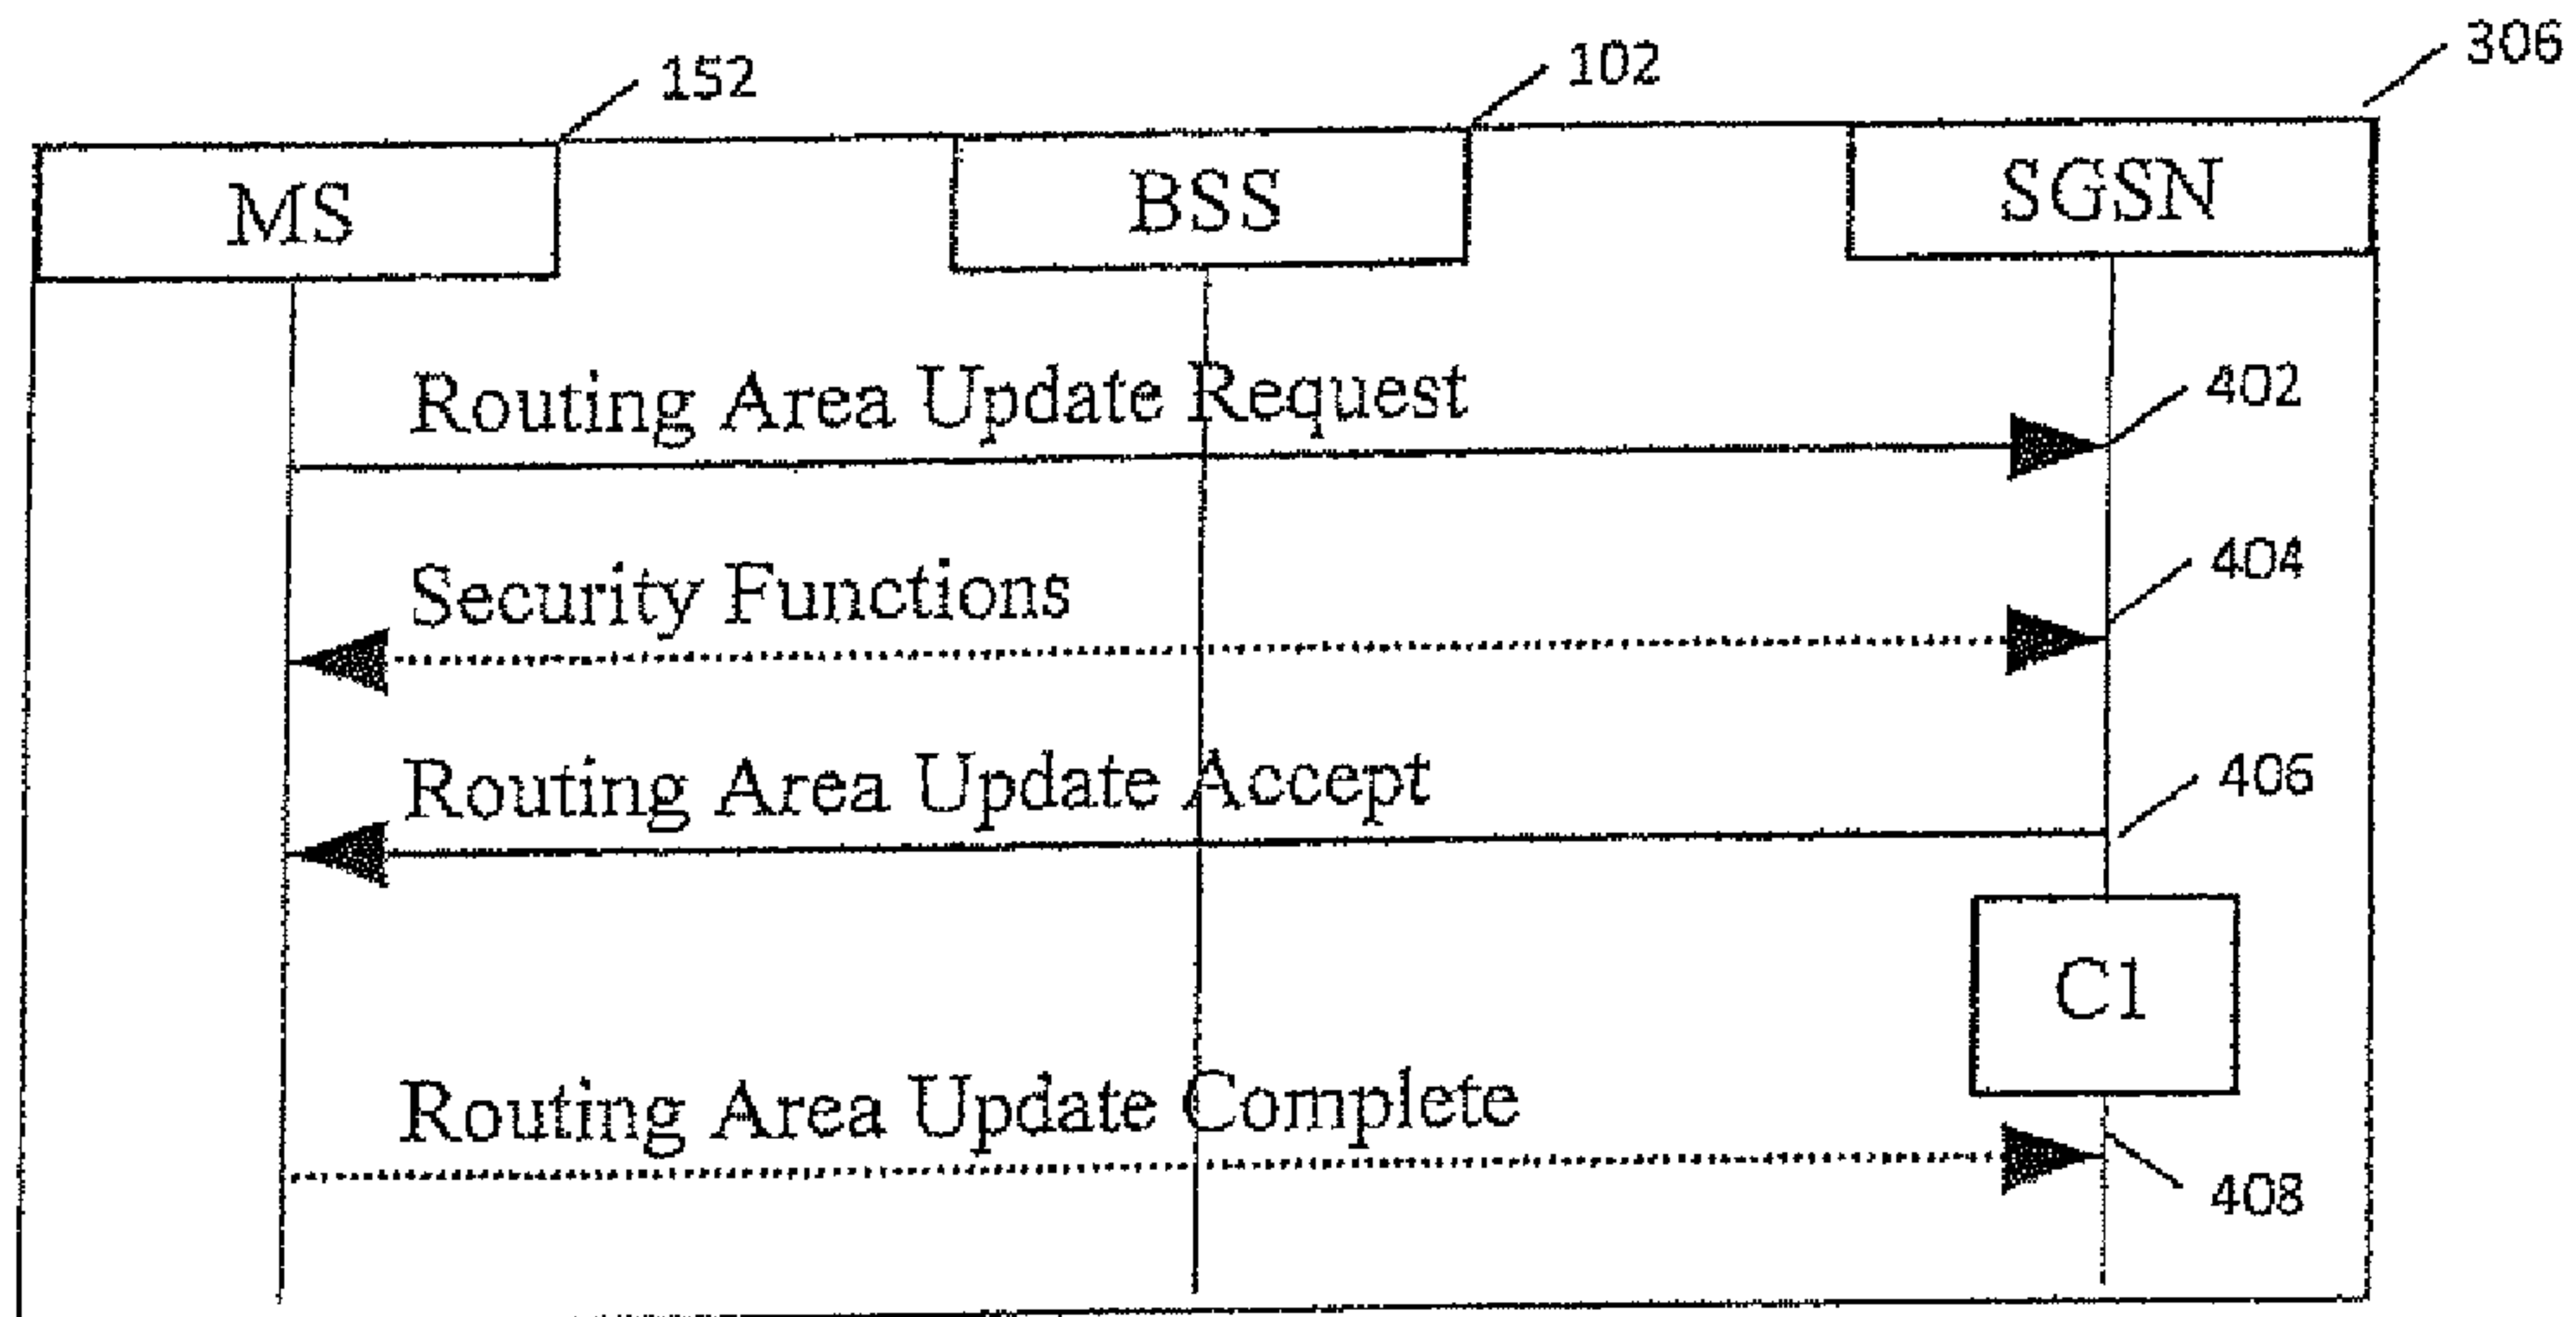 152
102
306
MS
BSS
SGSN
Routing Area Update Request
402
Security Functions
404
Routing Area Update Accept
406
C1
Routing Area Update Complete
408